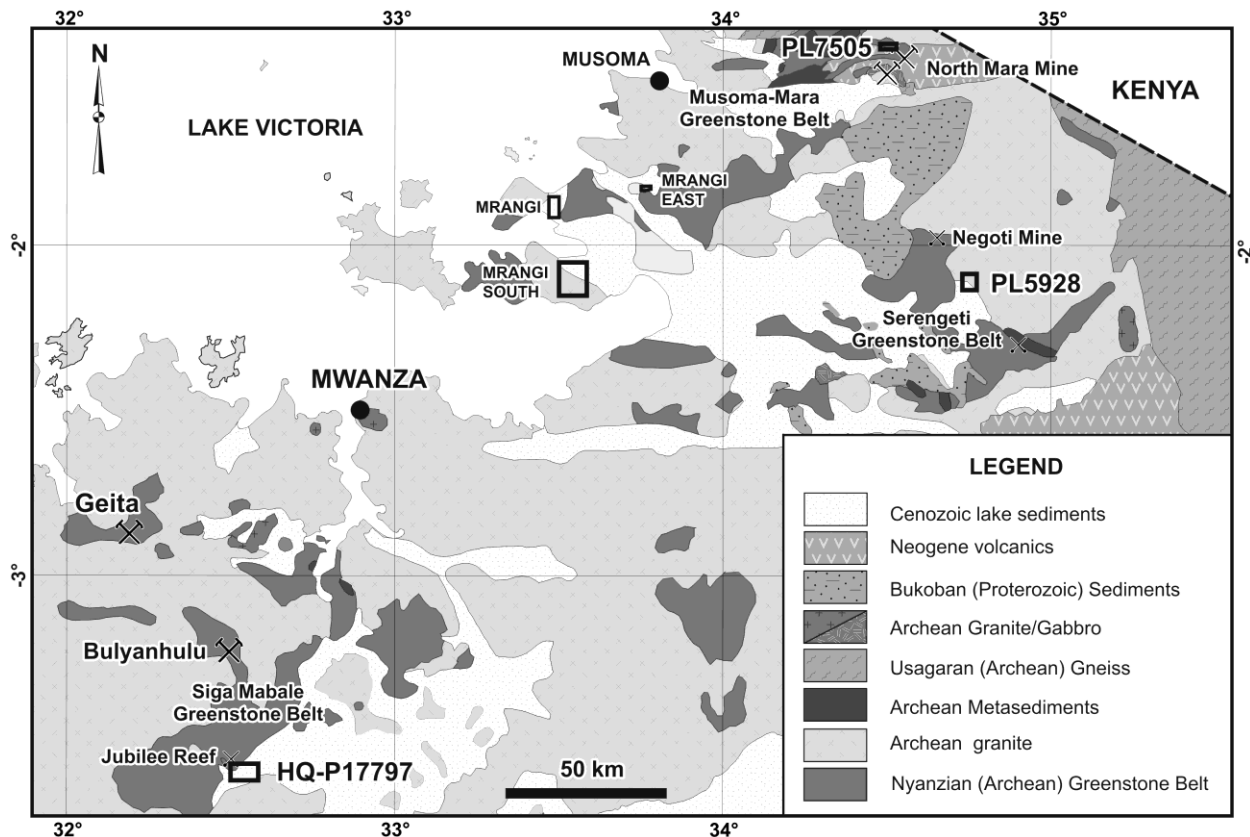 32°
33°
34°
35°
N
PL7505
MUSOMA
North Mara Mine
KENYA
Musoma-Mara
Greenstone Belt
LAKE VICTORIA
MRANGI
EAST
MRANGI
-2°
Negoti Mine
-2°
MRANGI
SOUTH
PL5928
Serengeti
Greenstone Belt
MWANZA
LEGEND
Geita
Cenozoic lake sediments
Neogene volcanics
3°
Bukoban (Proterozoic) Sediments
Archean Granite/Gabbro
Bulyanhulu
Usagaran (Archean) Gneiss
Siga Mabale
Greenstone Belt
Archean Metasediments
Archean granite
Jubilee Reef
HQ-P17797
50 km
Nyanzian (Archean) Greenstone Belt
32°
33°
34°
35°